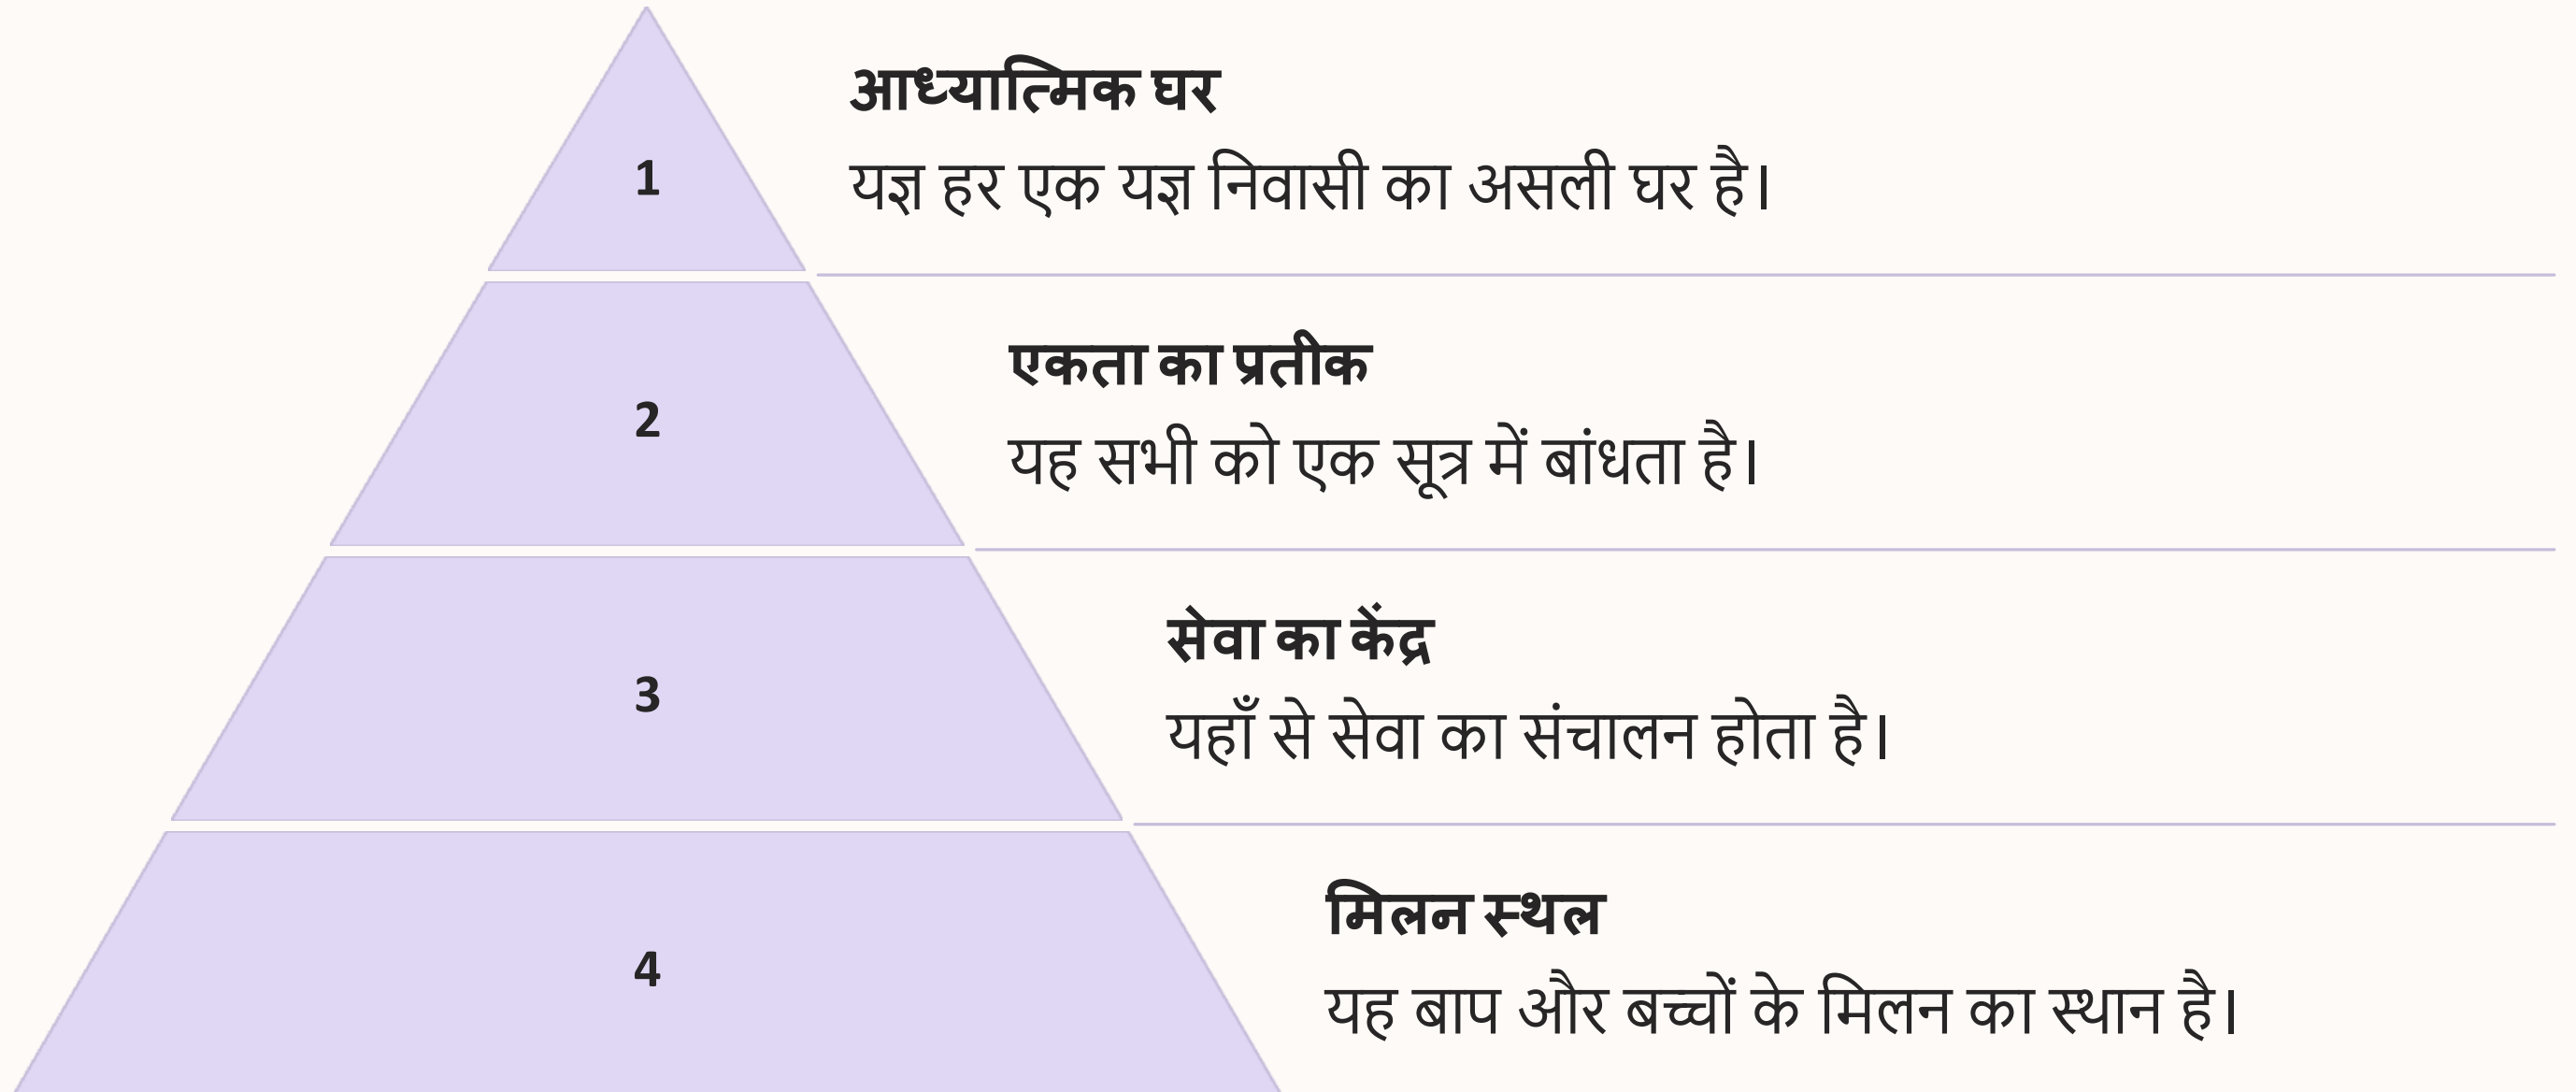 1
आध्यात्मिक घर
यज्ञ हर एक यज्ञ निवासी का असली घर है।
2
एकता का प्रतीक
यह सभी को एक सूत्र में बांधता है।
3
सेवा का केंद्र
यहाँ से सेवा का संचालन होता है।
4
मिलन स्थल
यह बाप और बच्चों के मिलन का स्थान है।